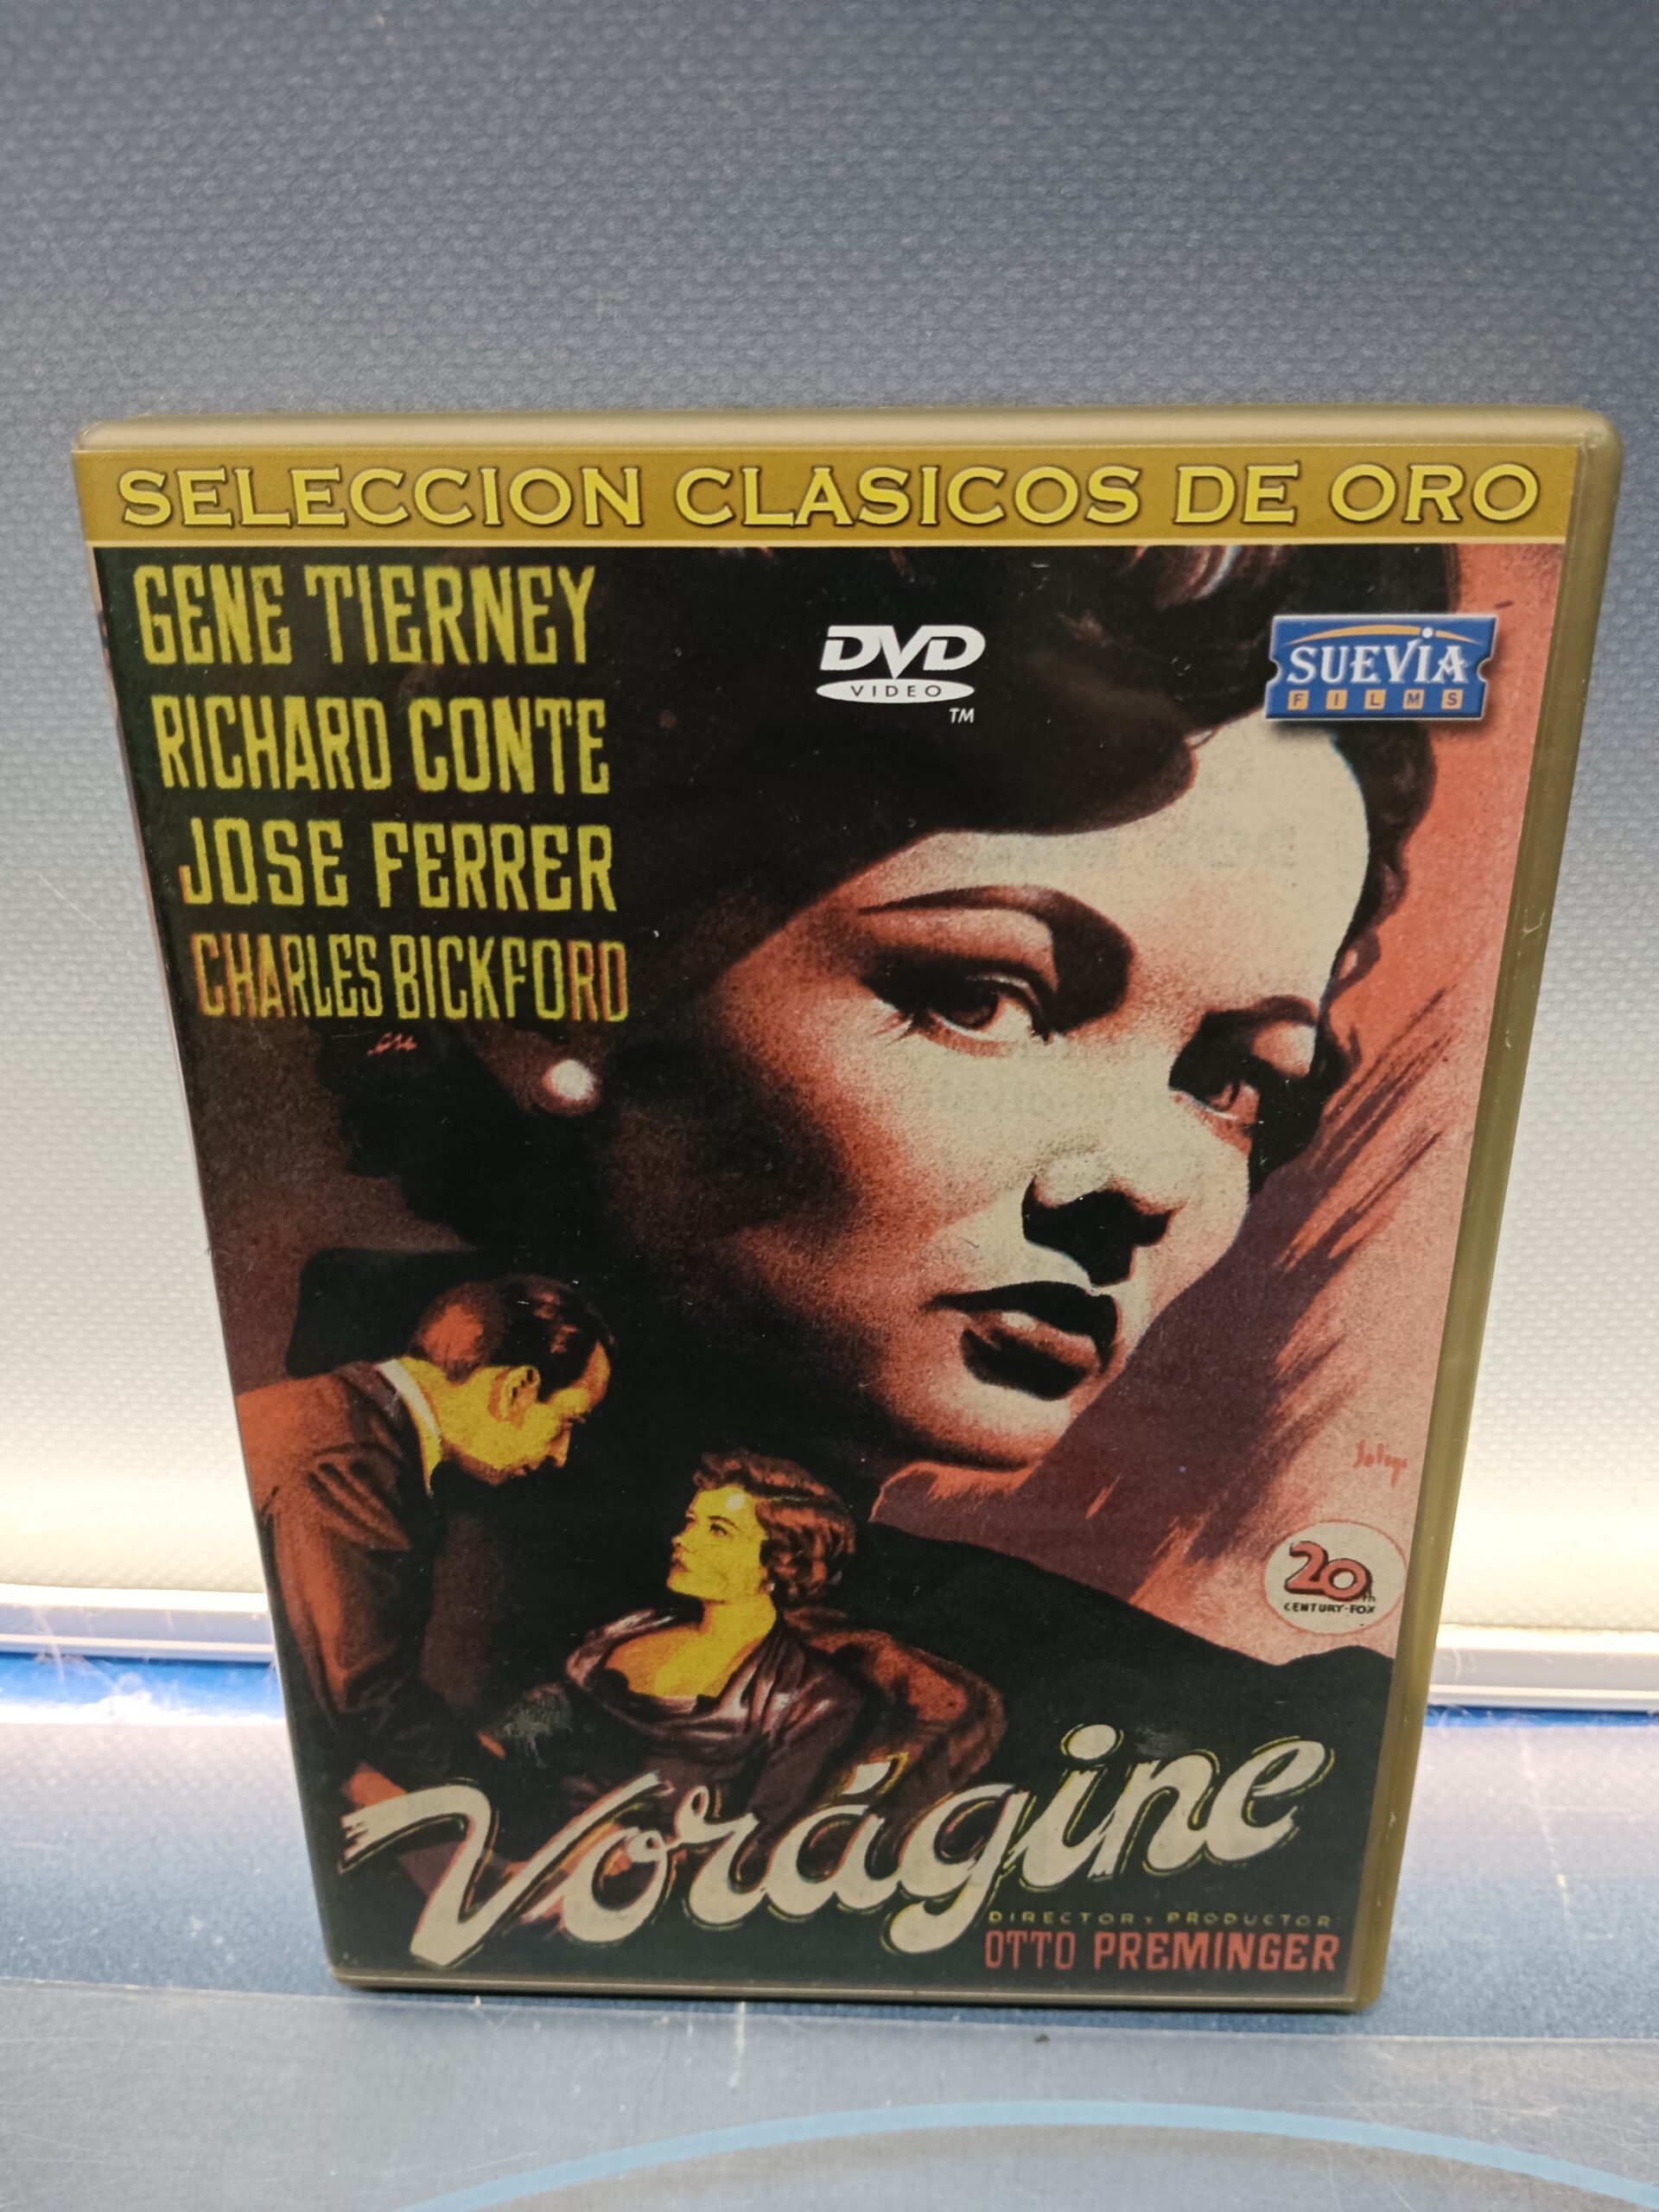 SELECCION CLASICOS DE ORO
GENE TIERNEY
RICHARD CONTE
JOSE FERRER
CHARLES BICKFORD
DVD
VIDEO
TM
SUEVIA
FILMS
20th
CENTURY-FOX
Vorágine
DIRECTOR Y PRODUCTOR:
OTTO PREMINGER